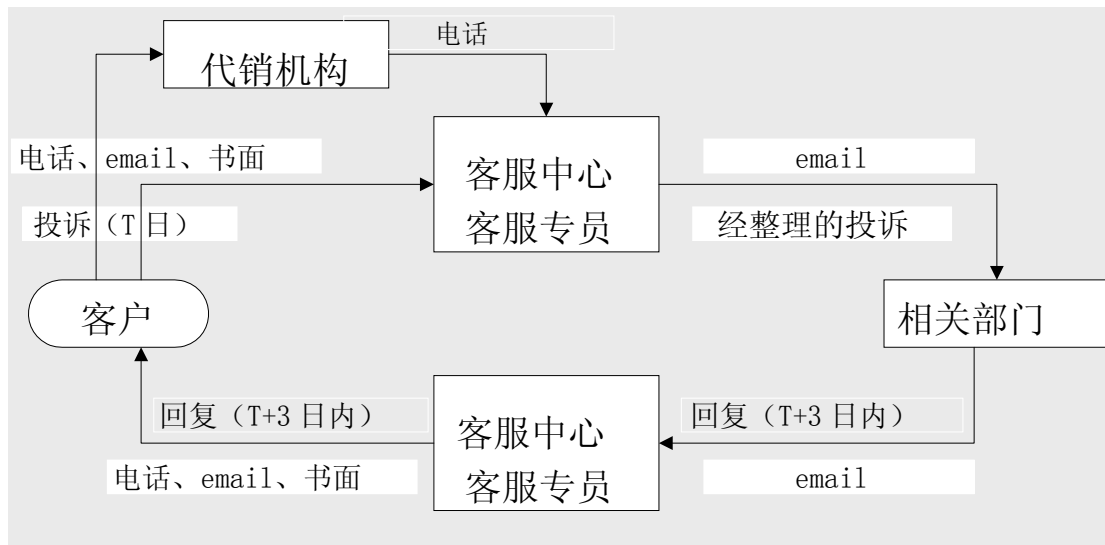 电话
代销机构
电话、email、书面
客服中心
客服专员
email
投诉（T 日）
经整理的投诉
客户
相关部门
回复（T+3 日内）
客服中心
客服专员
回复（T+3 日内）
电话、email、书面
email